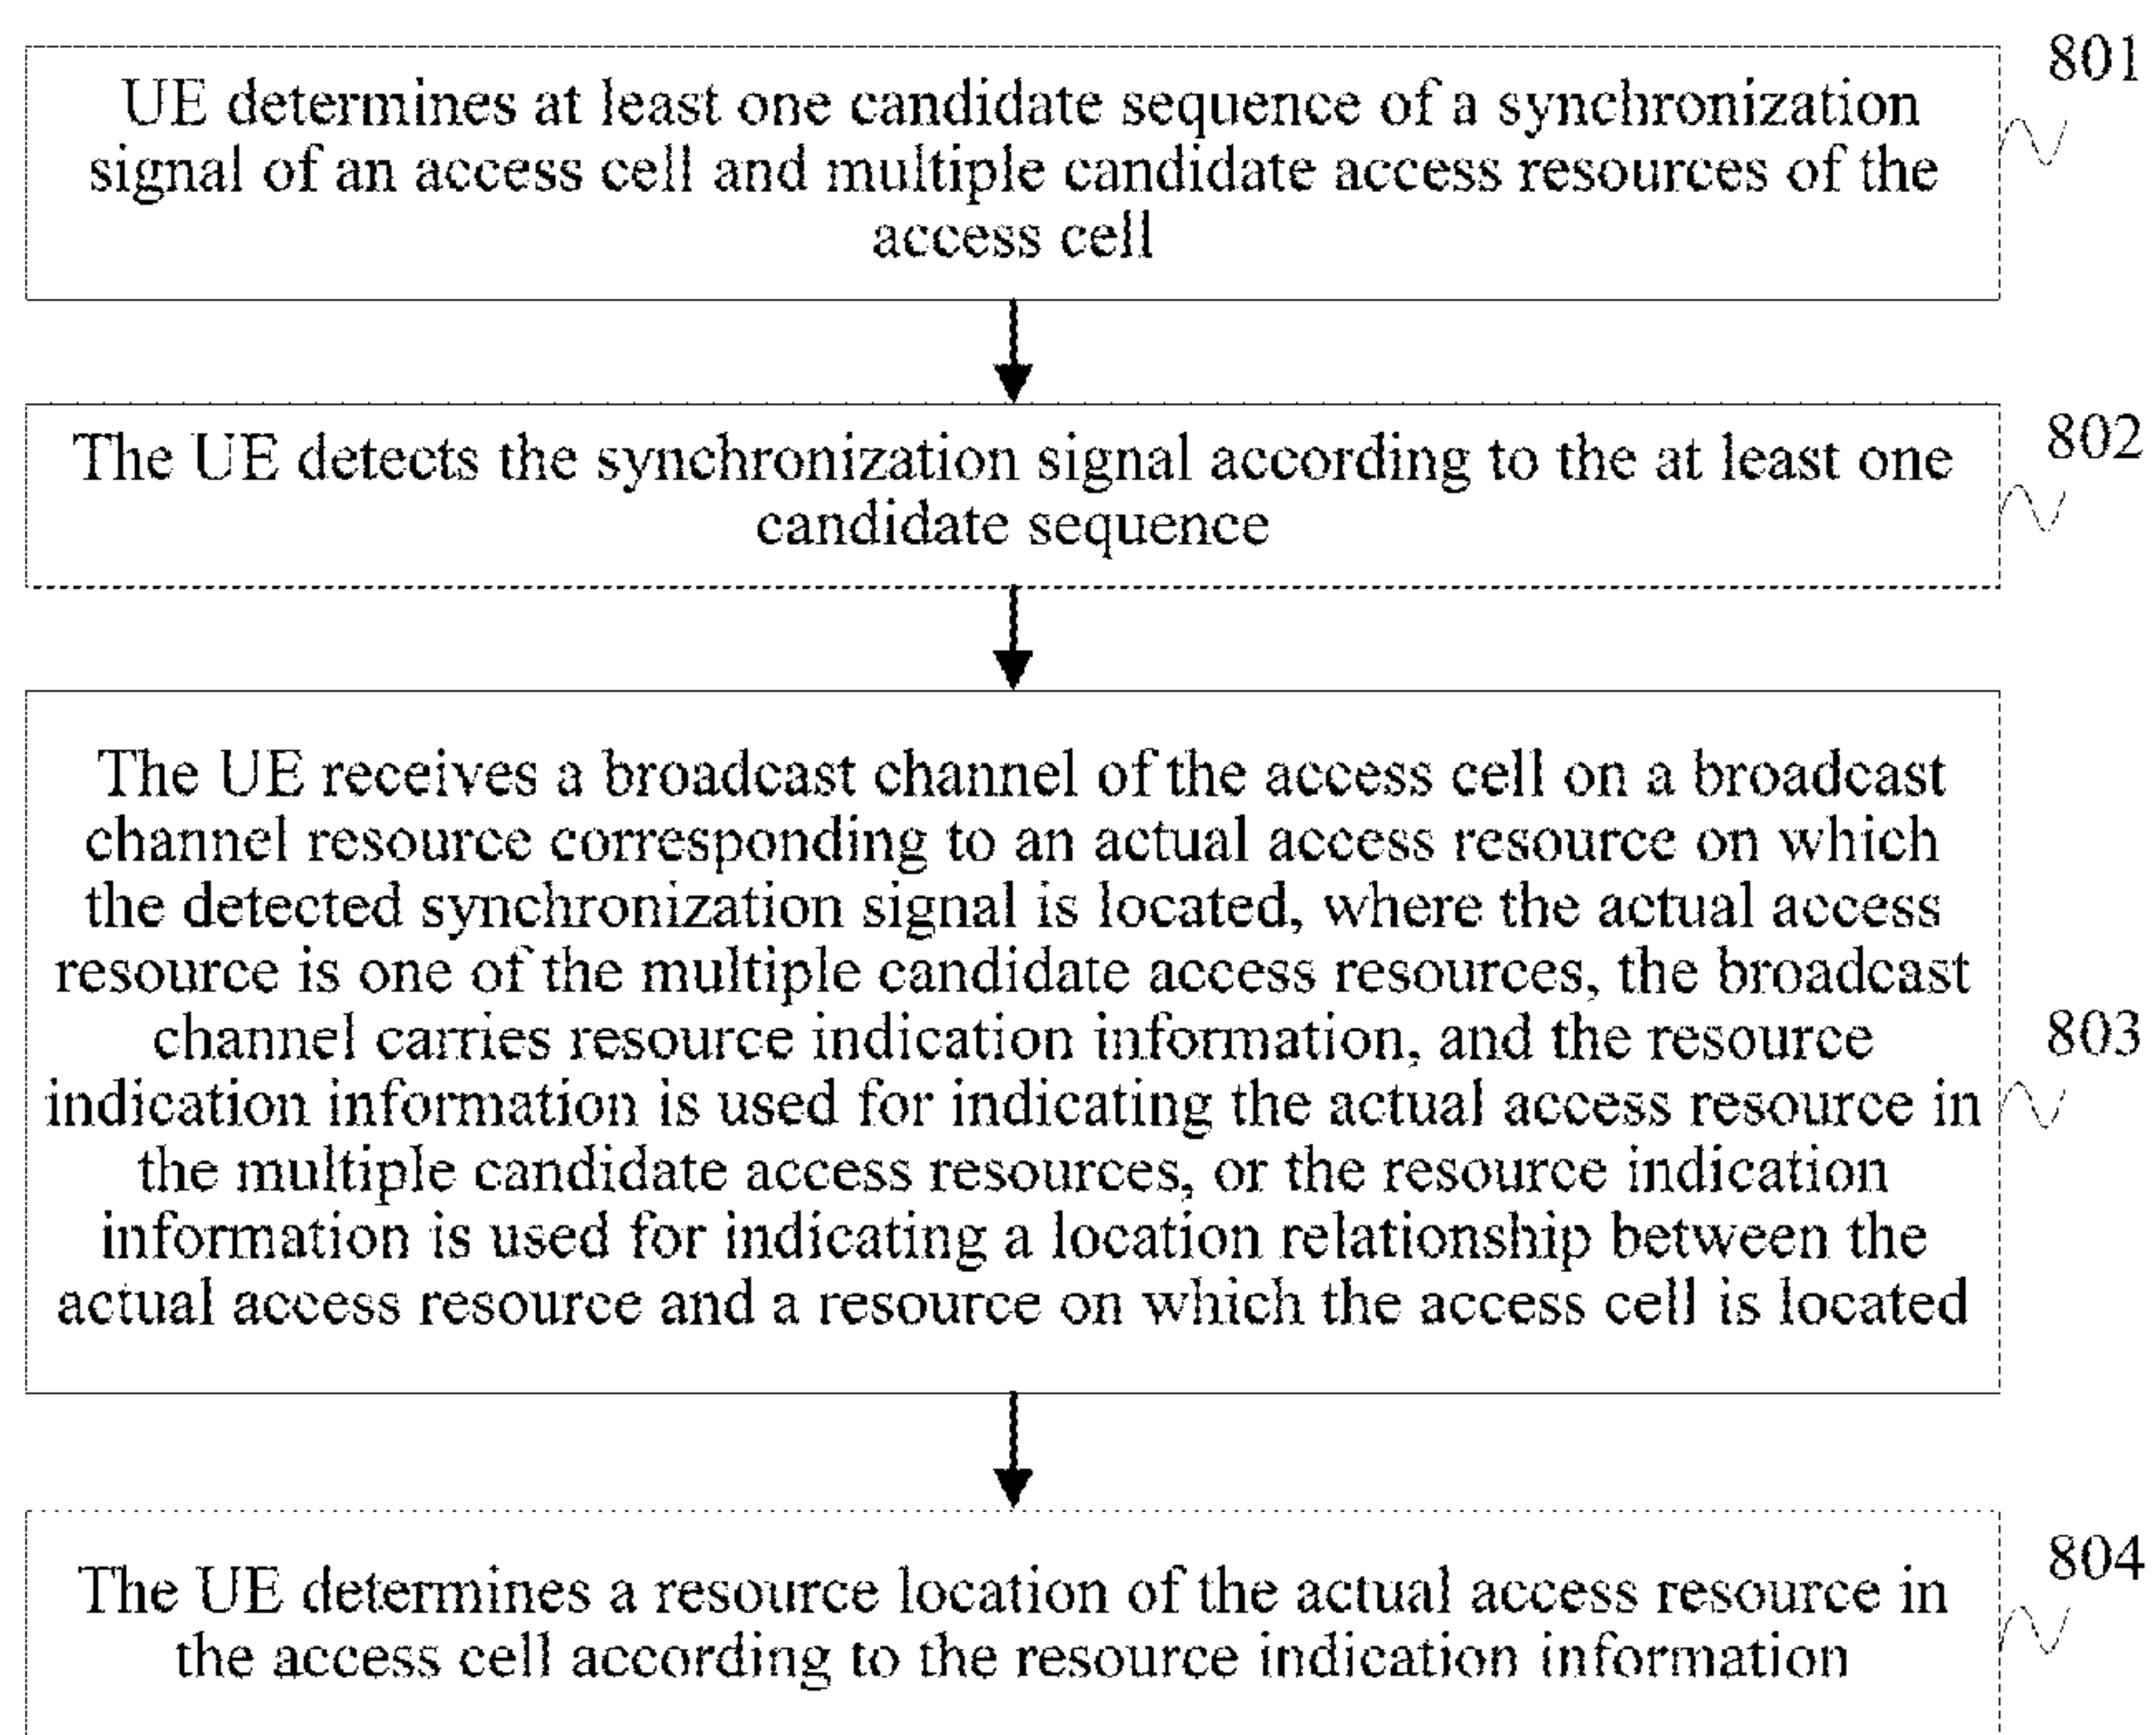 801
UE determines at least one candidate sequence of a synchronization
signal of an access cell and multiple candidate access resources of the
access cell
802
The UE detects the synchronization signal according to the at least one
candidate sequence
The UE receives a broadcast channel of the access cell on a broadcast
channel resource corresponding to an actual access resource on which
the detected synchronization signal is located, where the actual access
resource is one of the multiple candidate access resources, the broadcast
channel carries resource indication information, and the resource
803
indication information is used for indicating the actual access resource in
the multiple candidate access resources, or the resource indication
information is used for indicating a location relationship between the
actual access resource and a resource on which the access cell is located
804
The UE determines a resource location of the actual access resource in
the access cell according to the resource indication information